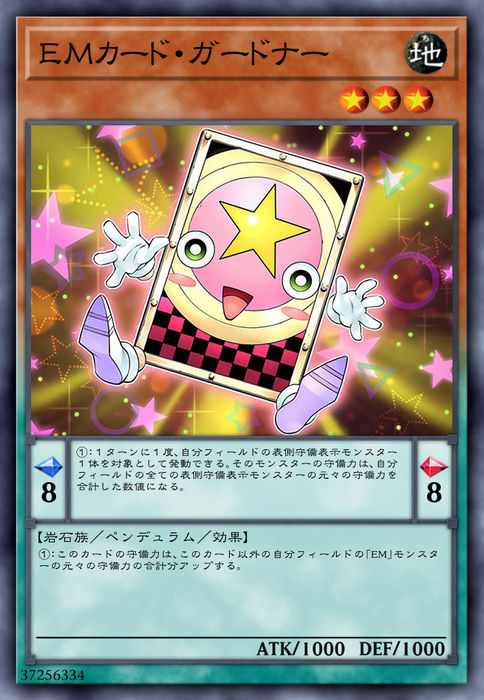 EMカード・ガードナー
ち
地
①:1ターンに1度、自分フィールドの表側守備表示モンスター
1体を対象として発動できる。そのモンスターの守備力は、自分
フィールドの全ての表側守備表示モンスターの元々の守備力を
合計した数値になる。
8
8
【岩石族/ペンデュラム/効果】
①:このカードの守備力は、このカード以外の自分フィールドの「EM」モンスタ
ーの元々の守備力の合計分アップする。
ATK/1000 DEF/1000
37256334